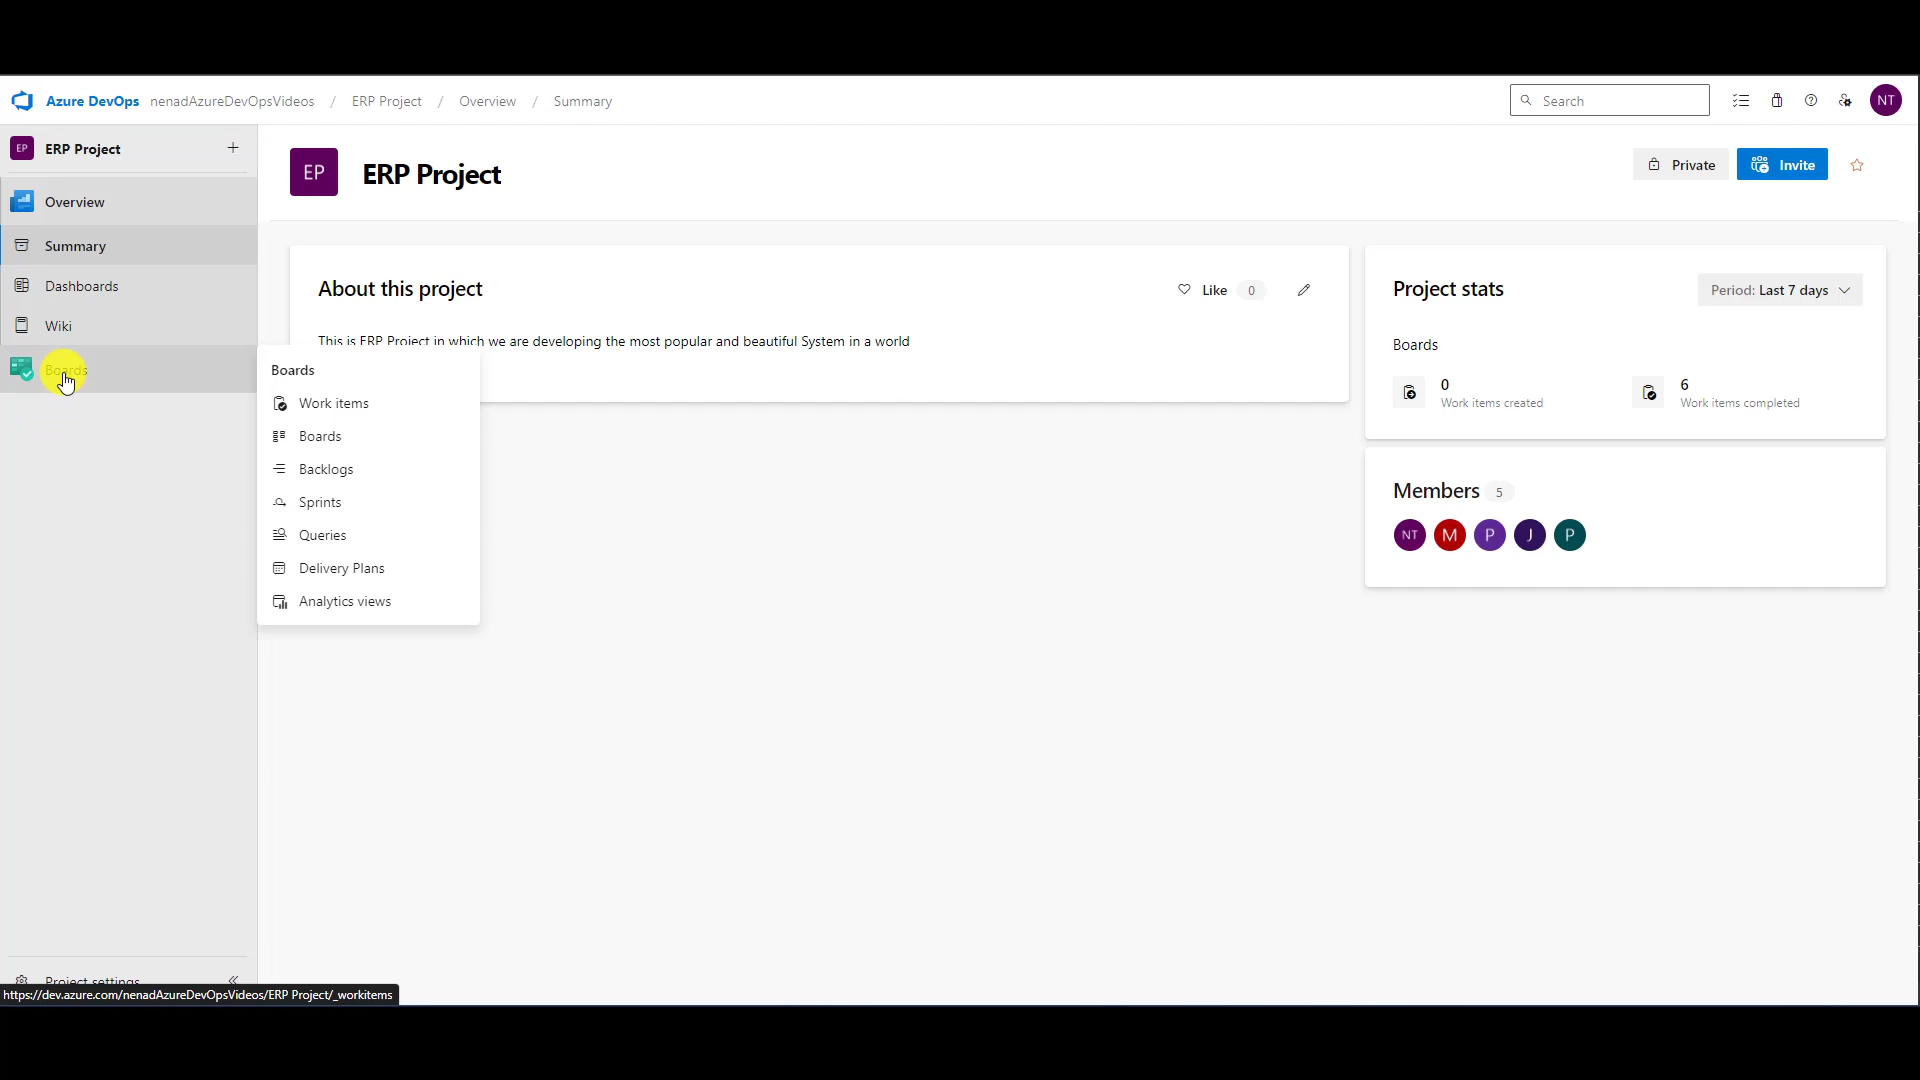 Azure DevOps nenadAzureDevOpsVideos / ERP Project / Overview / Summary
Search
NT
EP ERP Project
Overview
Summary
Dashboards
Wiki
Boards
Project settings
https://dev.azure.com/nenadAzureDevOpsVideos/ERP Project/_workitems
Boards
Work items
Boards
Backlogs
Sprints
Queries
Delivery Plans
Analytics views
EP ERP Project
Private
Invite
About this project
Like 0
This is ERP Project in which we are developing the most popular and beautiful System in a world
Project stats
Period: Last 7 days
Boards
0
Work items created
6
Work items completed
Members 5
NT M P J P